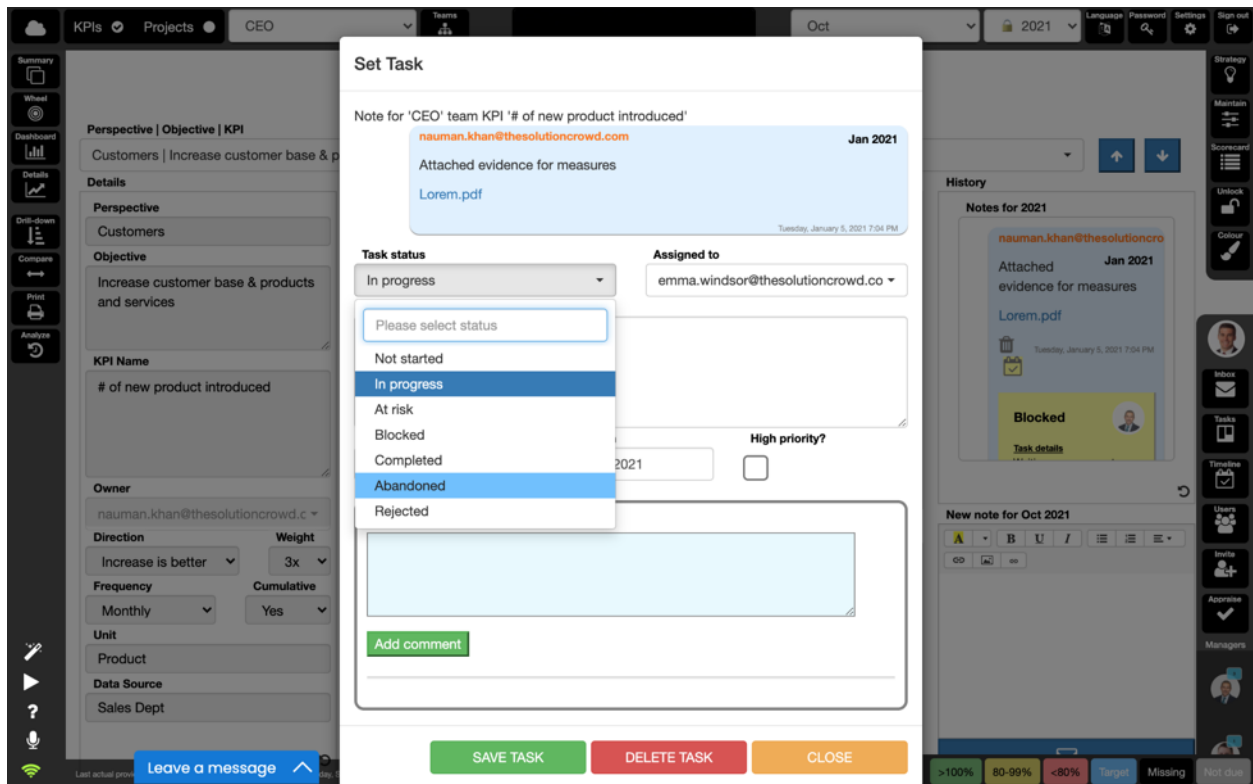 KPIs
Projects
CEO
Teams
Oct
2021
Language
Password
Settings
Sign out
Summary
Wheel
Dashboard
Details
Drill-down
Compare
Print
Analyze
Perspective | Objective | KPI
Customers | Increase customer base & p
Details
Perspective
Customers
Objective
Increase customer base & products
and services
KPI Name
# of new product introduced
Owner
nauman.khan@thesolutioncrowd.c
Direction
Weight
Increase is better
3x
Frequency
Cumulative
Monthly
Yes
Unit
Product
Data Source
Sales Dept
Last actual provi
Leave a message
day,
Set Task
Note for 'CEO' team KPI '# of new product introduced'
nauman.khan@thesolutioncrowd.com
Jan 2021
Attached evidence for measures
Lorem.pdf
Tuesday, January 5, 2021 7:04 PM
Task status
Assigned to
In progress
emma.windsor@thesolutioncrowd.co
Please select status
Not started
In progress
At risk
Blocked
Completed
Abandoned
Rejected
2021
High priority?
Add comment
SAVE TASK
DELETE TASK
CLOSE
History
Notes for 2021
nauman.khan@thesolutioncro
Attached
Jan 2021
evidence for measures
Lorem.pdf
Tuesday, January 5, 2021 7:04 PM
Blocked
Task details
New note for Oct 2021
A
B
U
I
Strategy
Maintain
Scorecard
Unlock
Colour
Inbox
Tasks
Timeline
Users
Invite
Appraise
Managers
>100%
80-99%
<80%
Target
Missing
Not due